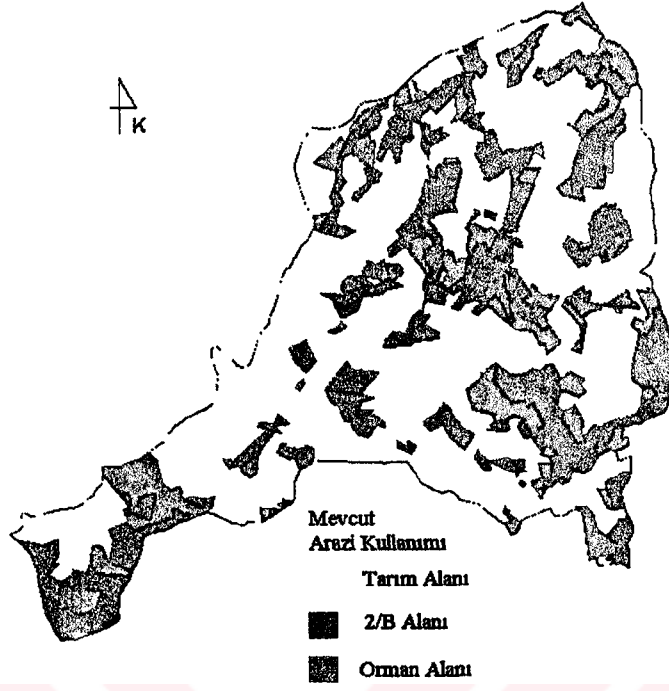 K
Mevcut
Arazi Kullanımı
Tarım Alanı
2/B Alanı
Orman Alanı